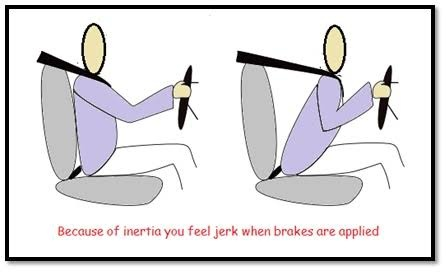 Because of inertia you feel jerk when brakes are applied